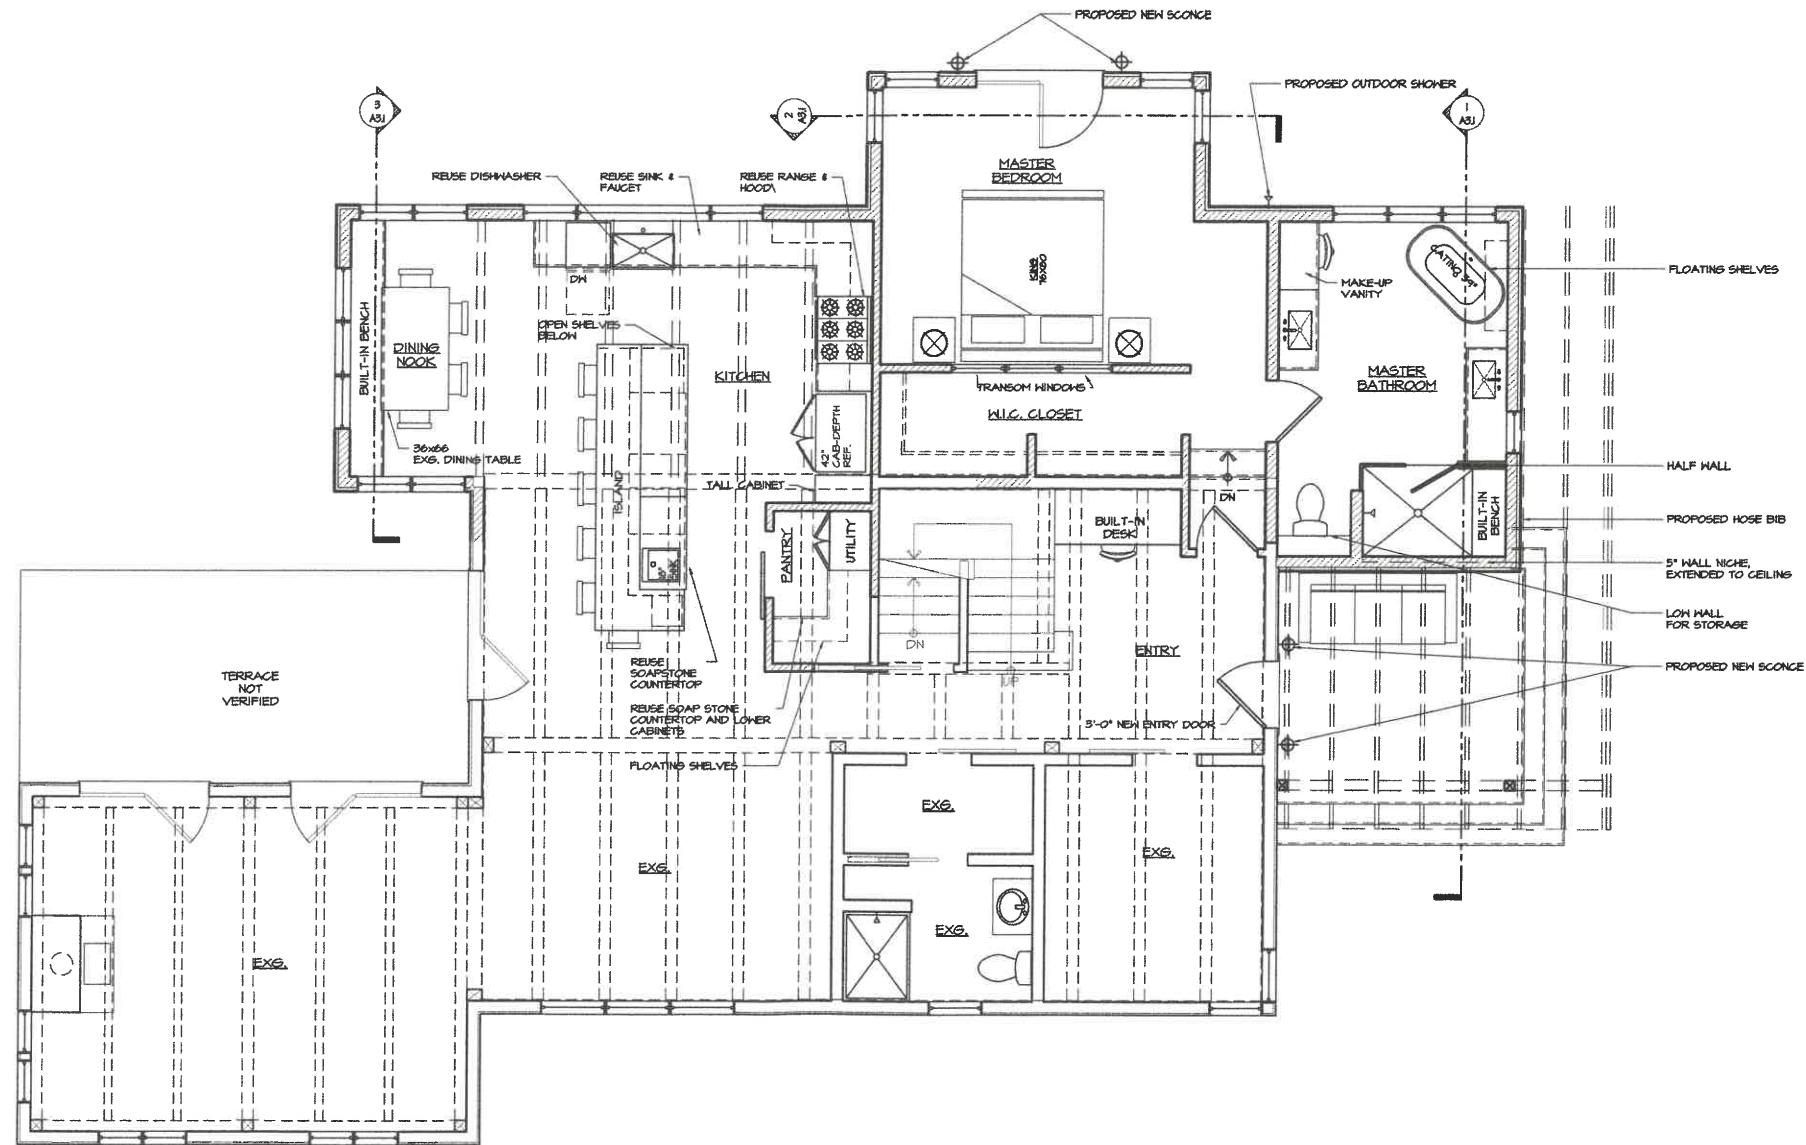 PROPOSED NEW SCONCE
PROPOSED OUTDOOR SHOWER
3
A3.1
2
A3.1
A3.1
REUSE DISHWASHER
REUSE SINK &
FAUCET
REUSE RANGE &
HOOD\
MASTER
BEDROOM
KING
76X80
MAKE-UP
VANITY
FLOATING SHELVES
DW
OPEN SHELVES
BELOW
BUILT-IN BENCH
DINING
NOOK
KITCHEN
TRANSOM WINDOWS
W.I.C. CLOSET
MASTER
BATHROOM
36x66
EXG. DINING TABLE
42"
CAB-DEPTH
REF.
TALL CABINET
ISLAND
DN
HALF WALL
BUILT-IN
BENCH
PROPOSED HOSE BIB
BUILT-IN
DESK
PANTRY
UTILITY
18"
SINK
5" WALL NICHE,
EXTENDED TO CEILING
LOW WALL
FOR STORAGE
DN
ENTRY
UP
PROPOSED NEW SCONCE
TERRACE
NOT
VERIFIED
REUSE
SOAPSTONE
COUNTERTOP
REUSE SOAP STONE
COUNTERTOP AND LOWER
CABINETS
3'-0" NEW ENTRY DOOR
FLOATING SHELVES
EXG.
EXG.
EXG.
EXG.
EXG.